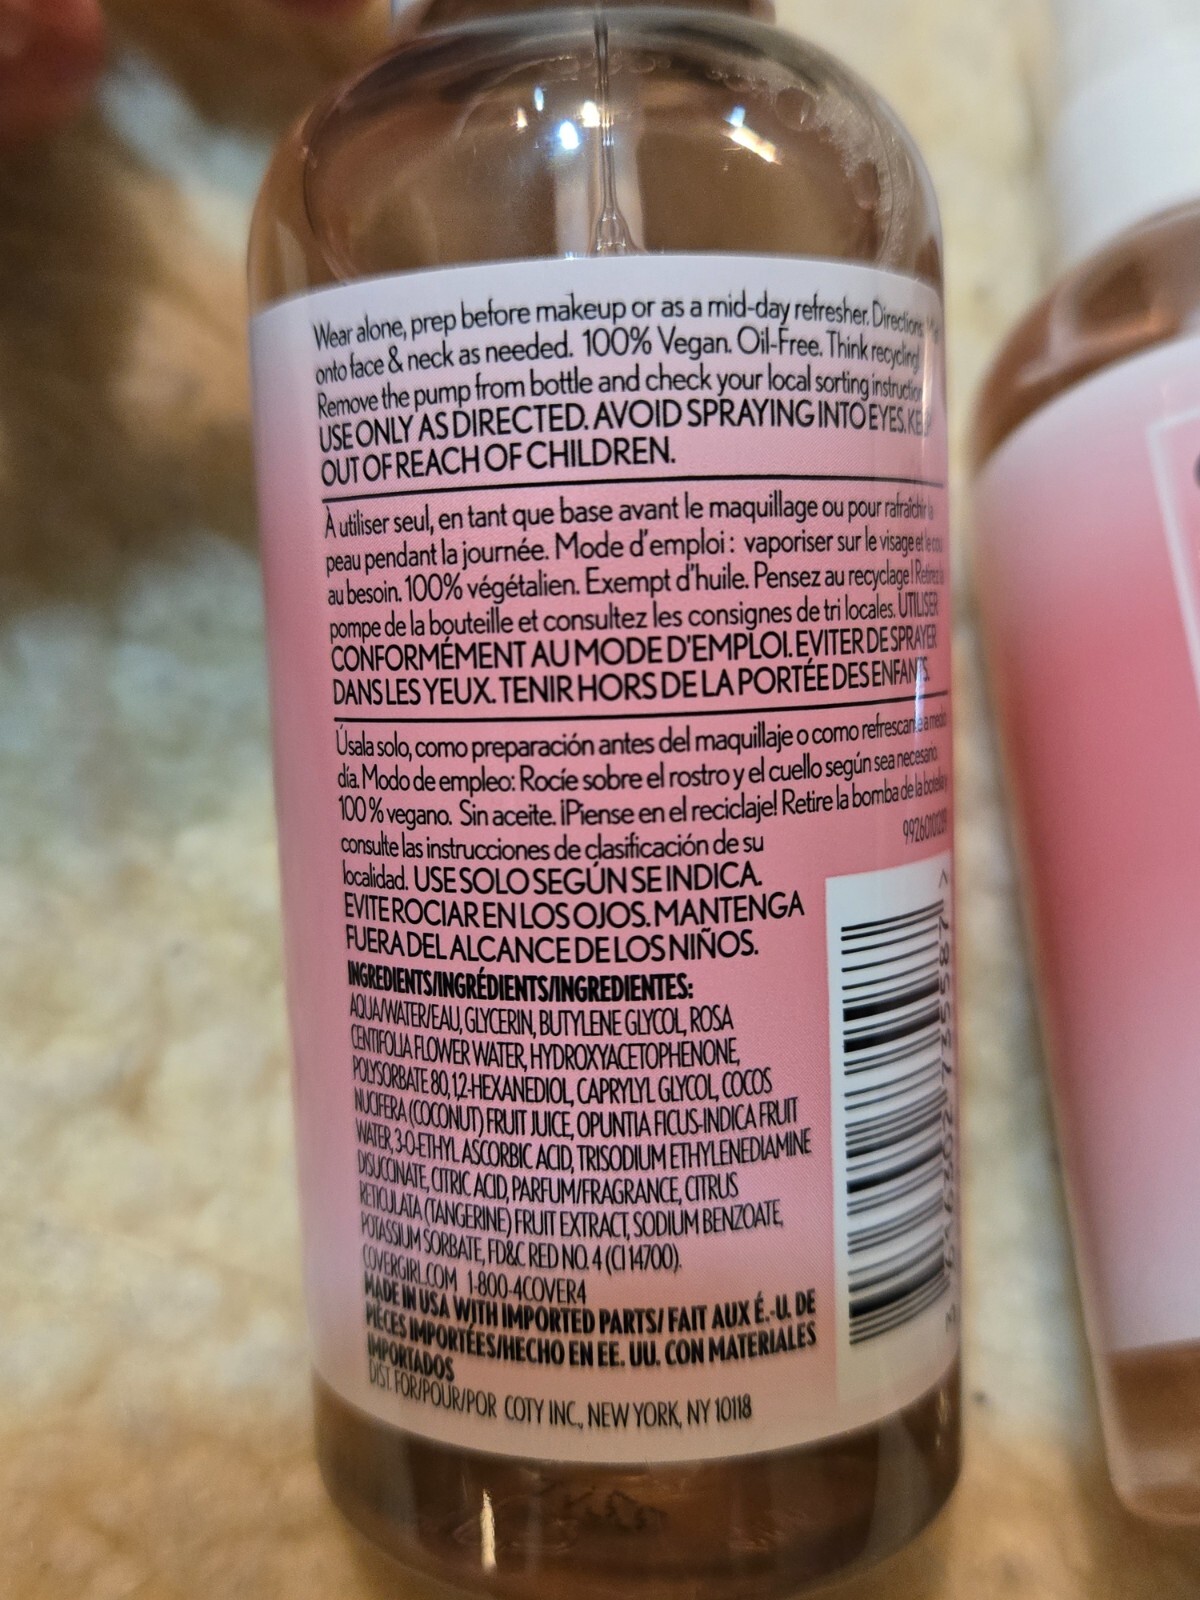 Wear alone, prep before makeup or as a mid-day refresher. Directions:
onto face & neck as needed. 100% Vegan. Oil-Free. Think recycling!
Remove the pump from bottle and check your local sorting instruction
USE ONLY AS DIRECTED. AVOID SPRAYING INTO EYES. KEEP
OUT OF REACH OF CHILDREN.
À utiliser seul, en tant que base avant le maquillage ou pour rafraîchir la
peau pendant la journée. Mode d'emploi : vaporiser sur le visage et le cou
au besoin. 100% végétalien. Exempt d'huile. Pensez au recyclage! Retirez la
pompe de la bouteille et consultez les consignes de tri locales. UTILISER
CONFORMÉMENT AU MODE D'EMPLOI. EVITER DE SPRAYER
DANS LES YEUX. TENIR HORS DE LA PORTÉE DES ENFANTS.
Úsala solo, como preparación antes del maquillaje o como refrescante a medio
día. Modo de empleo: Rocíe sobre el rostro y el cuello según sea necesario.
100% vegano. Sin aceite. ¡Piense en el reciclaje! Retire la bomba de la botella y
consulte las instrucciones de clasificación de su
localidad. USE SOLO SEGÚN SE INDICA.
EVITE ROCIAR EN LOS OJOS. MANTENGA
FUERA DEL ALCANCE DE LOS NIÑOS.
INGREDIENTS/INGRÉDIENTS/INGREDIENTES:
AQUA/WATER/EAU, GLYCERIN, BUTYLENE GLYCOL, ROSA
CENTIFOLIA FLOWER WATER, HYDROXYACETOPHENONE,
POLYSORBATE 80, 1,2-HEXANEDIOL, CAPRYLYL GLYCOL, COCOS
NUCIFERA (COCONUT) FRUIT JUICE, OPUNTIA FICUS-INDICA FRUIT
WATER, 3-O-ETHYL ASCORBIC ACID, TRISODIUM ETHYLENEDIAMINE
DISUCCINATE, CITRIC ACID, PARFUM/FRAGRANCE, CITRUS
RETICULATA (TANGERINE) FRUIT EXTRACT, SODIUM BENZOATE,
POTASSIUM SORBATE, FD&C RED NO. 4 (CI 14700).
COVERGIRL.COM 1-800-4COVER4
MADE IN USA WITH IMPORTED PARTS/ FAIT AUX É.-U. DE
PIÈCES IMPORTÉES/HECHO EN EE. UU. CON MATERIALES
IMPORTADOS
DIST. FOR/POUR/POR COTY INC., NEW YORK, NY 10118